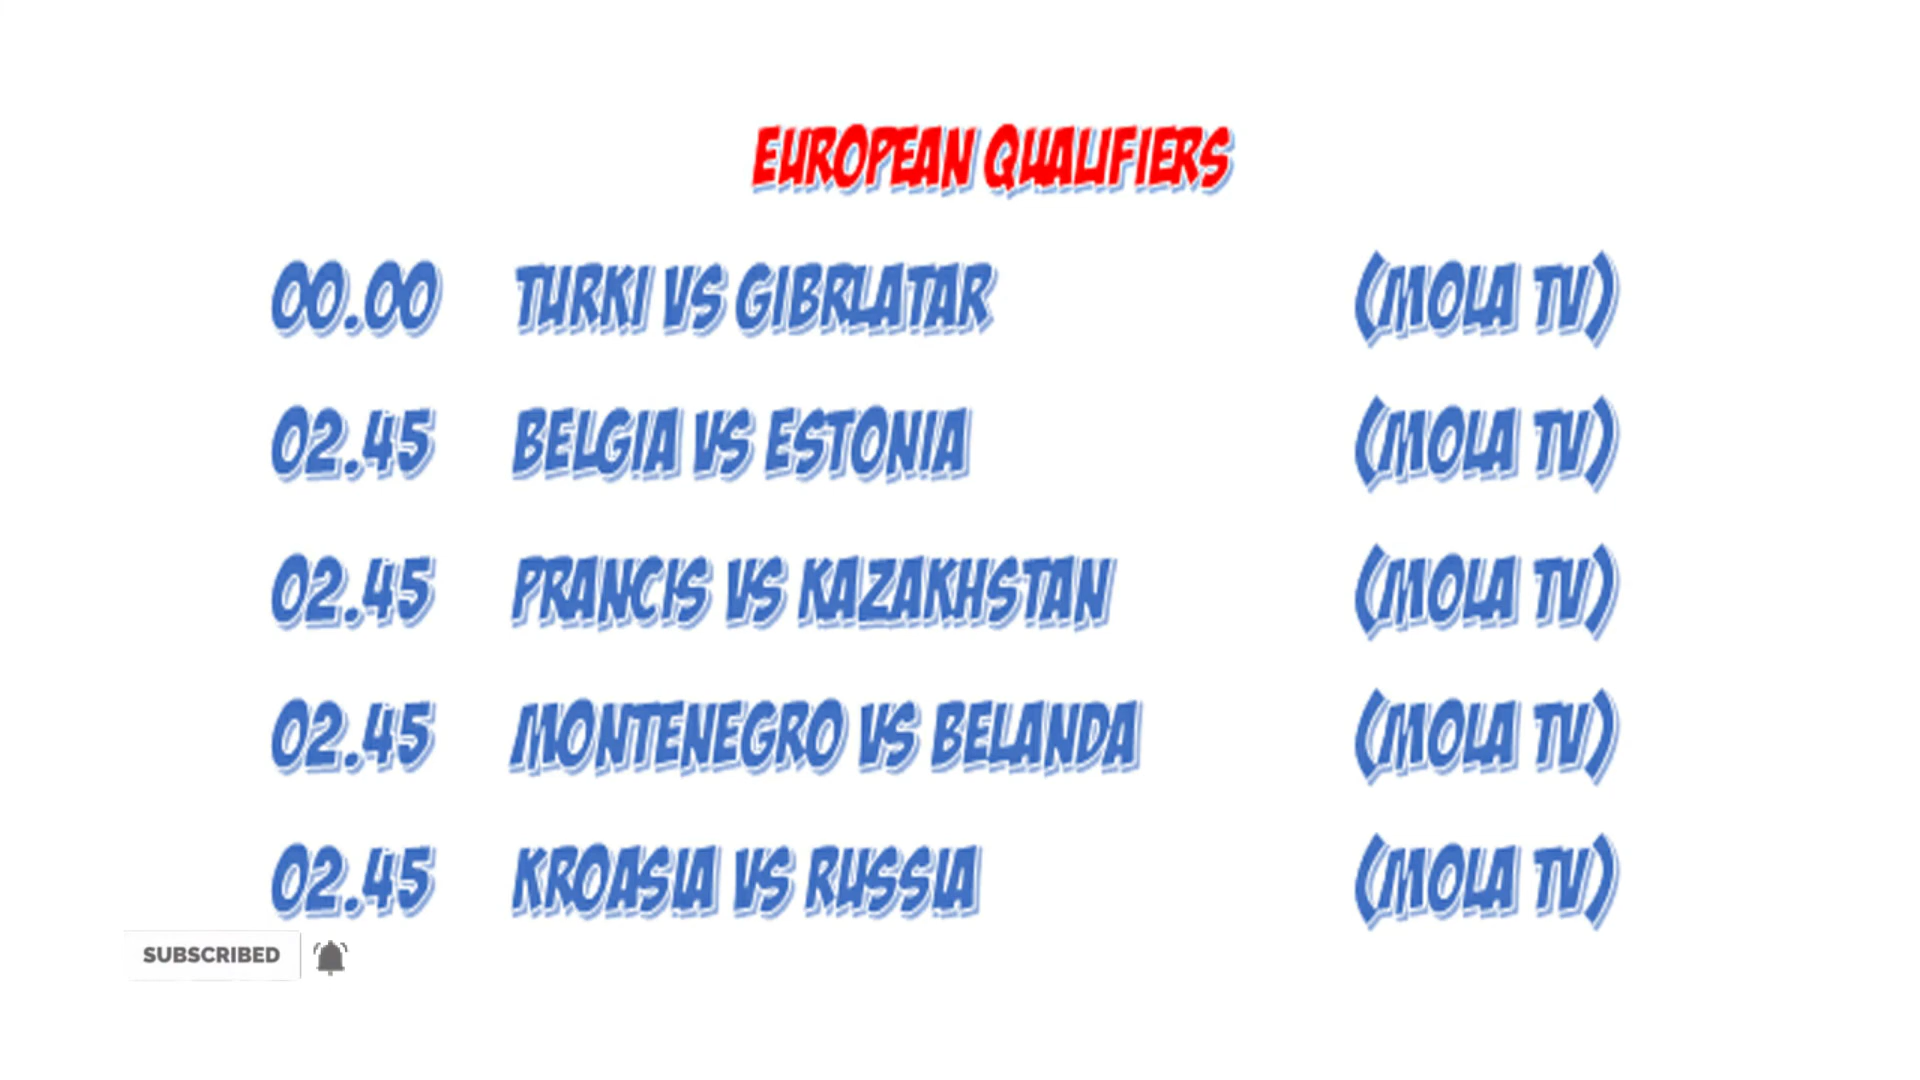 EUROPEAN QUALIFIERS
00.00 TURKI VS GIBRLATAR (MOLA TV)
02.45 BELGIA VS ESTONIA (MOLA TV)
02.45 PRANCIS VS KAZAKHSTAN (MOLA TV)
02.45 MONTENEGRO VS BELANDA (MOLA TV)
02.45 KROASIA VS RUSSIA (MOLA TV)
SUBSCRIBED